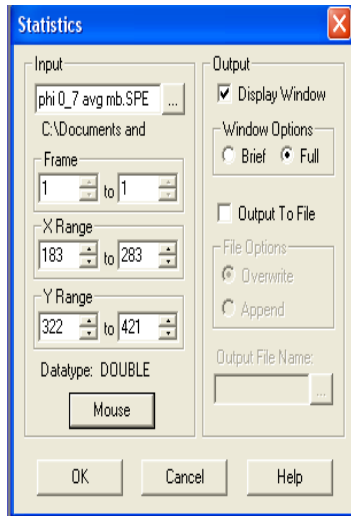 Statistics
Input
phi 0_7 avg mb.SPE ...
C:\Documents and
Frame
1 to 1
X Range
183 to 283
Y Range
322 to 421
Datatype: DOUBLE
Mouse
Output
Display Window
Window Options
Brief Full
Output To File
File Options
Overwrite
Append
Output File Name:
...
OK Cancel Help